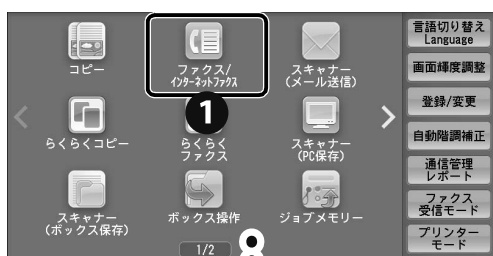 コピー
ファクス/
インターネットファクス
スキャナー
(メール送信)
1
らくらくコピー
らくらく
ファクス
スキャナー
(PC保存)
スキャナー
(ボックス保存)
ボックス操作
ジョブメモリー
1/2
言語切り替え
Language
画面輝度調整
登録/変更
自動階調補正
通信管理
レポート
ファクス
受信モード
プリンター
モード